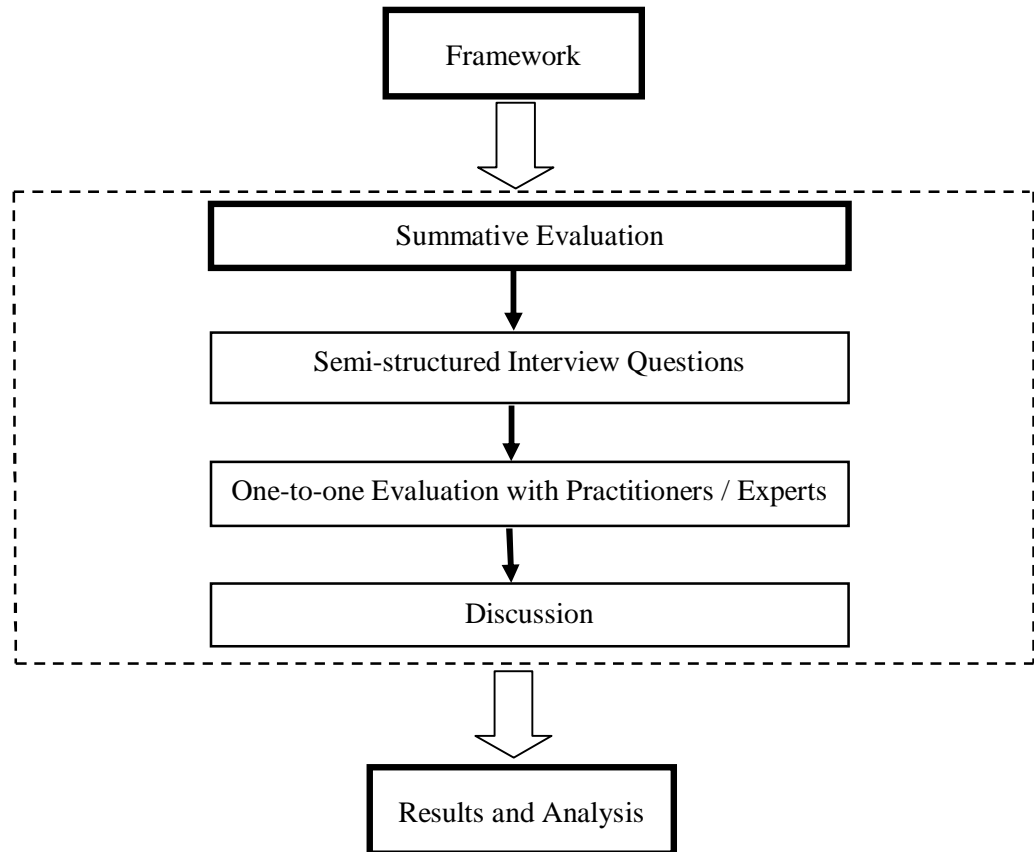 Framework
Summative Evaluation
Semi-structured Interview Questions
One-to-one Evaluation with Practitioners / Experts
Discussion
Results and Analysis